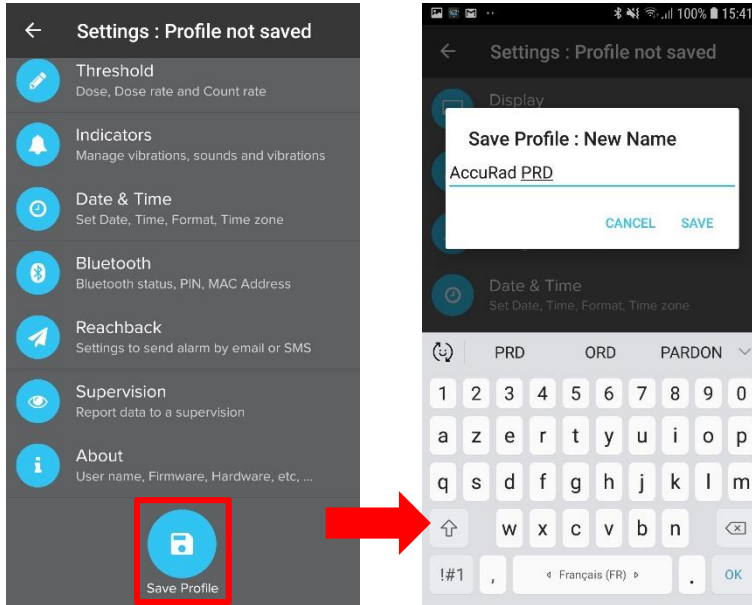 Settings : Profile not saved
Threshold
Dose, Dose rate and Count rate
Indicators
Manage vibrations, sounds and vibrations
Date & Time
Set Date, Time, Format, Time zone
Bluetooth
Bluetooth status, PIN, MAC Address
Reachback
Settings to send alarm by email or SMS
Supervision
Report data to a supervision
About
User name, Firmware, Hardware, etc, ...
Save Profile
100% 15:41
Settings : Profile not saved
Display
Save Profile : New Name
AccuRad PRD
CANCEL SAVE
Date & Time
Set Date, Time, Format, Time zone
PRD ORD PARDON
1 2 3 4 5 6 7 8 9 0
a z e r t y u i o p
q s d f g h j k l m
w x c v b n
!#1 , Français (FR) . OK